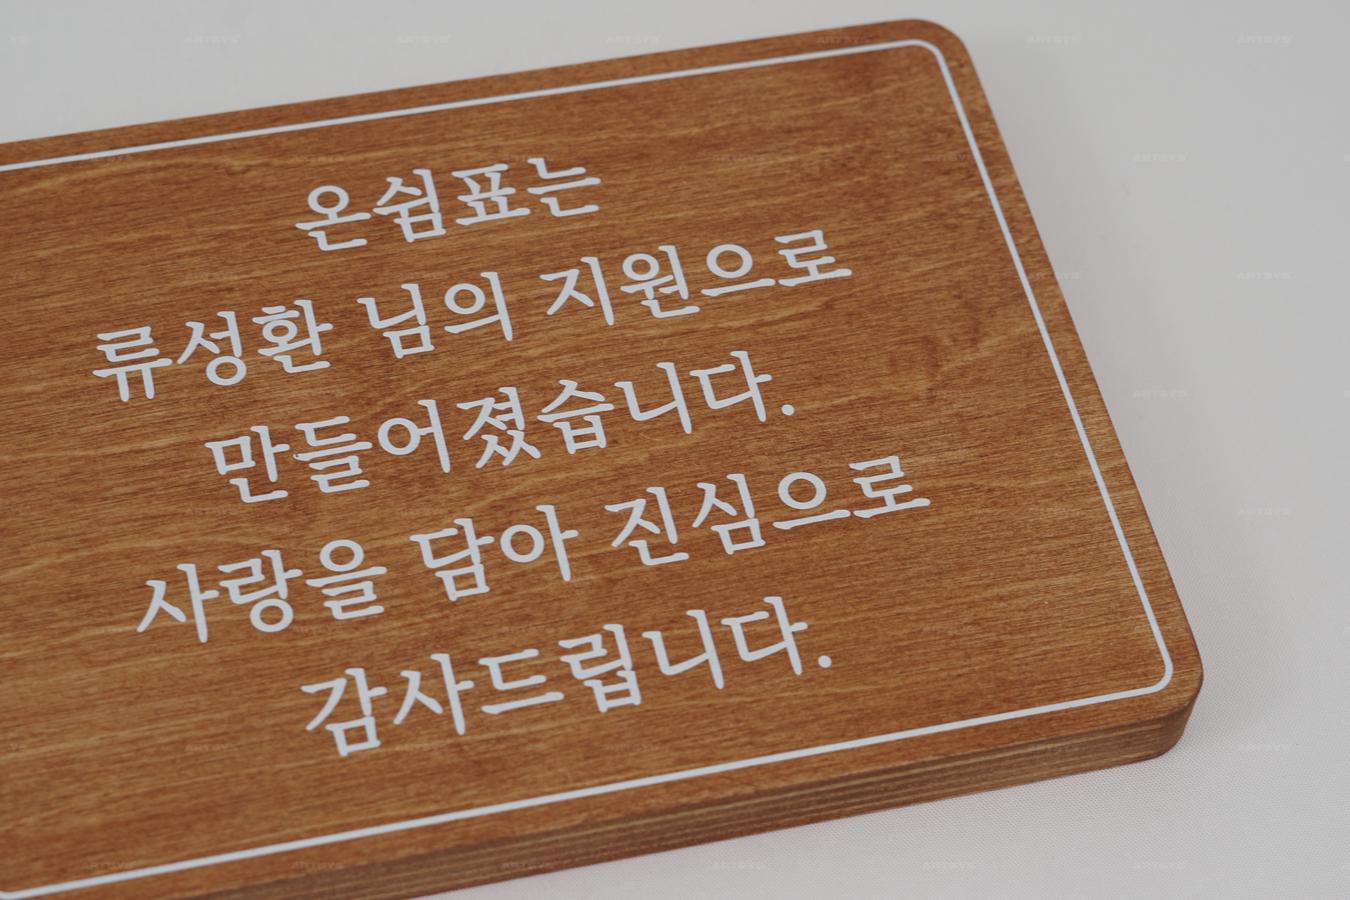 온쉼표는
류성환 님의 지원으로
만들어졌습니다.
사랑을 담아 진심으로
감사드립니다.